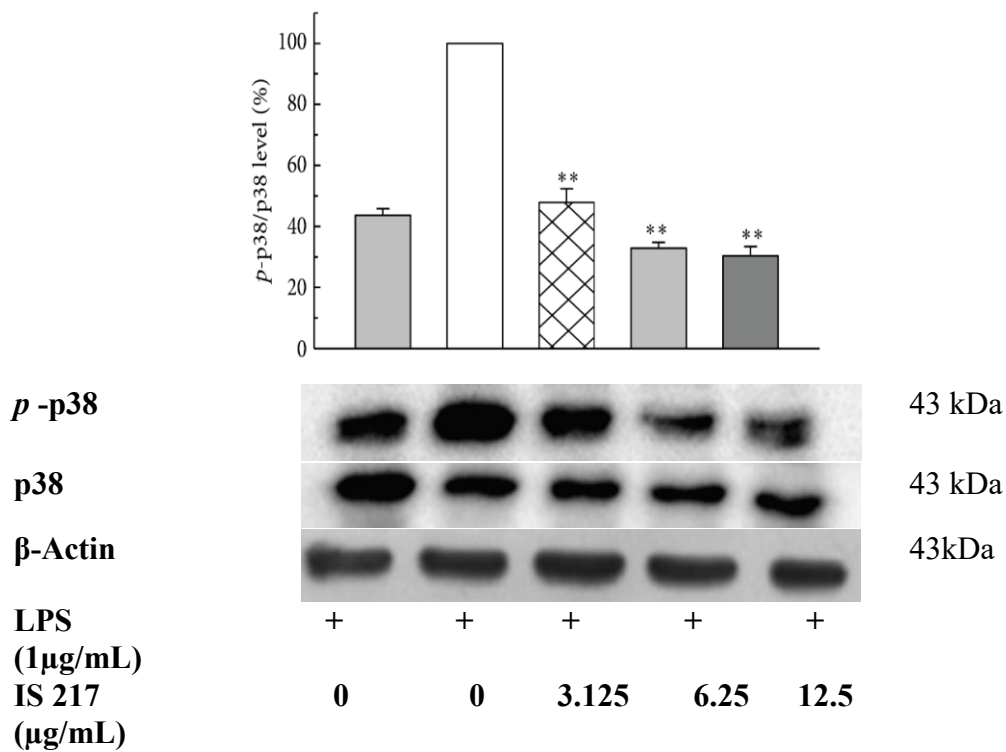 100
80
60
40
20
0
p-p38/p38 level (%)
**
**
**
p -p38 43 kDa
p38 43 kDa
β-Actin 43kDa
LPS + + + + +
(1µg/mL)
IS 217 0 0 3.125 6.25 12.5
(µg/mL)